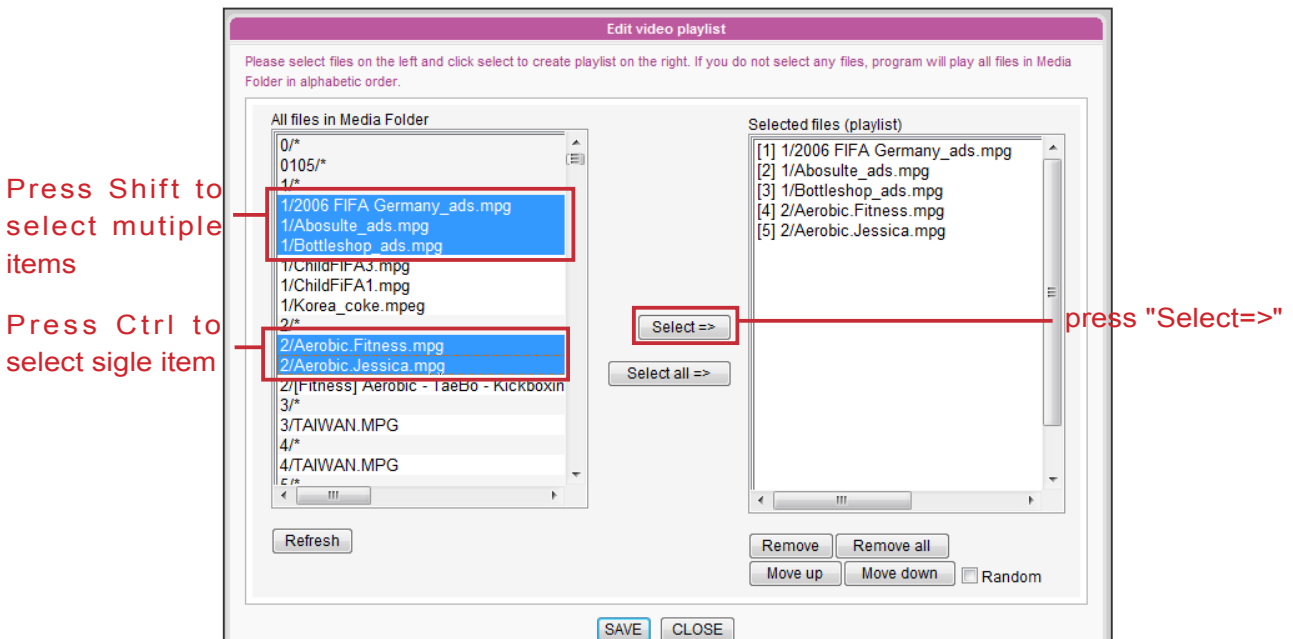 Edit video playlist
Please select files on the left and click select to create playlist on the right. If you do not select any files, program will play all files in Media
Folder in alphabetic order.
All files in Media Folder
0/*
0105/*
1/*
1/2006 FIFA Germany_ads.mpg
1/Abosulte_ads.mpg
1/Bottleshop_ads.mpg
1/ChildFIFA3.mpg
1/ChildFiFA1.mpg
1/Korea_coke.mpeg
2/*
2/Aerobic.Fitness.mpg
2/Aerobic.Jessica.mpg
2/[Fitness] Aerobic - TaeBo - Kickboxin
3/*
3/TAIWAN.MPG
4/*
4/TAIWAN.MPG
5/*
Refresh
Press Shift to
select mutiple
items
Press Ctrl to
select sigle item
Select =>
Select all =>
press "Select=>"
Selected files (playlist)
[1] 1/2006 FIFA Germany_ads.mpg
[2] 1/Abosulte_ads.mpg
[3] 1/Bottleshop_ads.mpg
[4] 2/Aerobic.Fitness.mpg
[5] 2/Aerobic.Jessica.mpg
Remove Remove all
Move up Move down Random
SAVE CLOSE